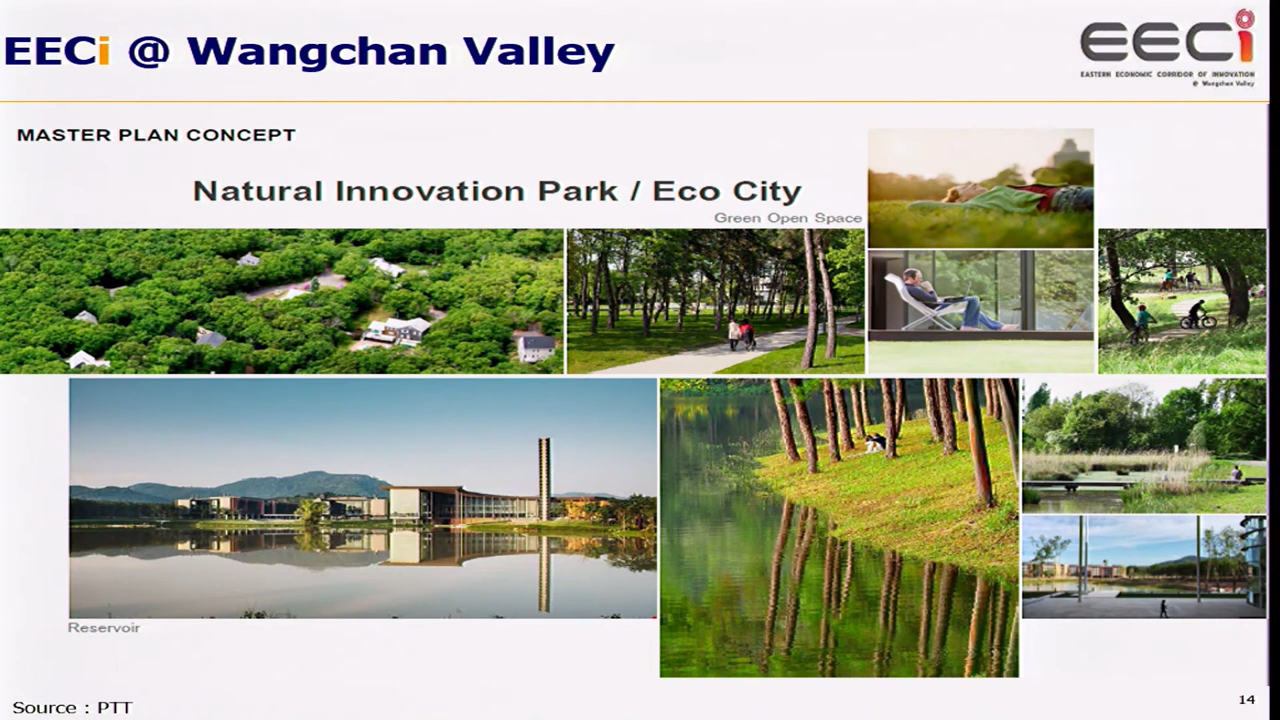 EECi @ Wangchan Valley
EECi
EASTERN ECONOMIC CORRIDOR OF INNOVATION
@ Wangchan Valley
MASTER PLAN CONCEPT
Natural Innovation Park / Eco City
Green Open Space
Reservoir
Source : PTT
14